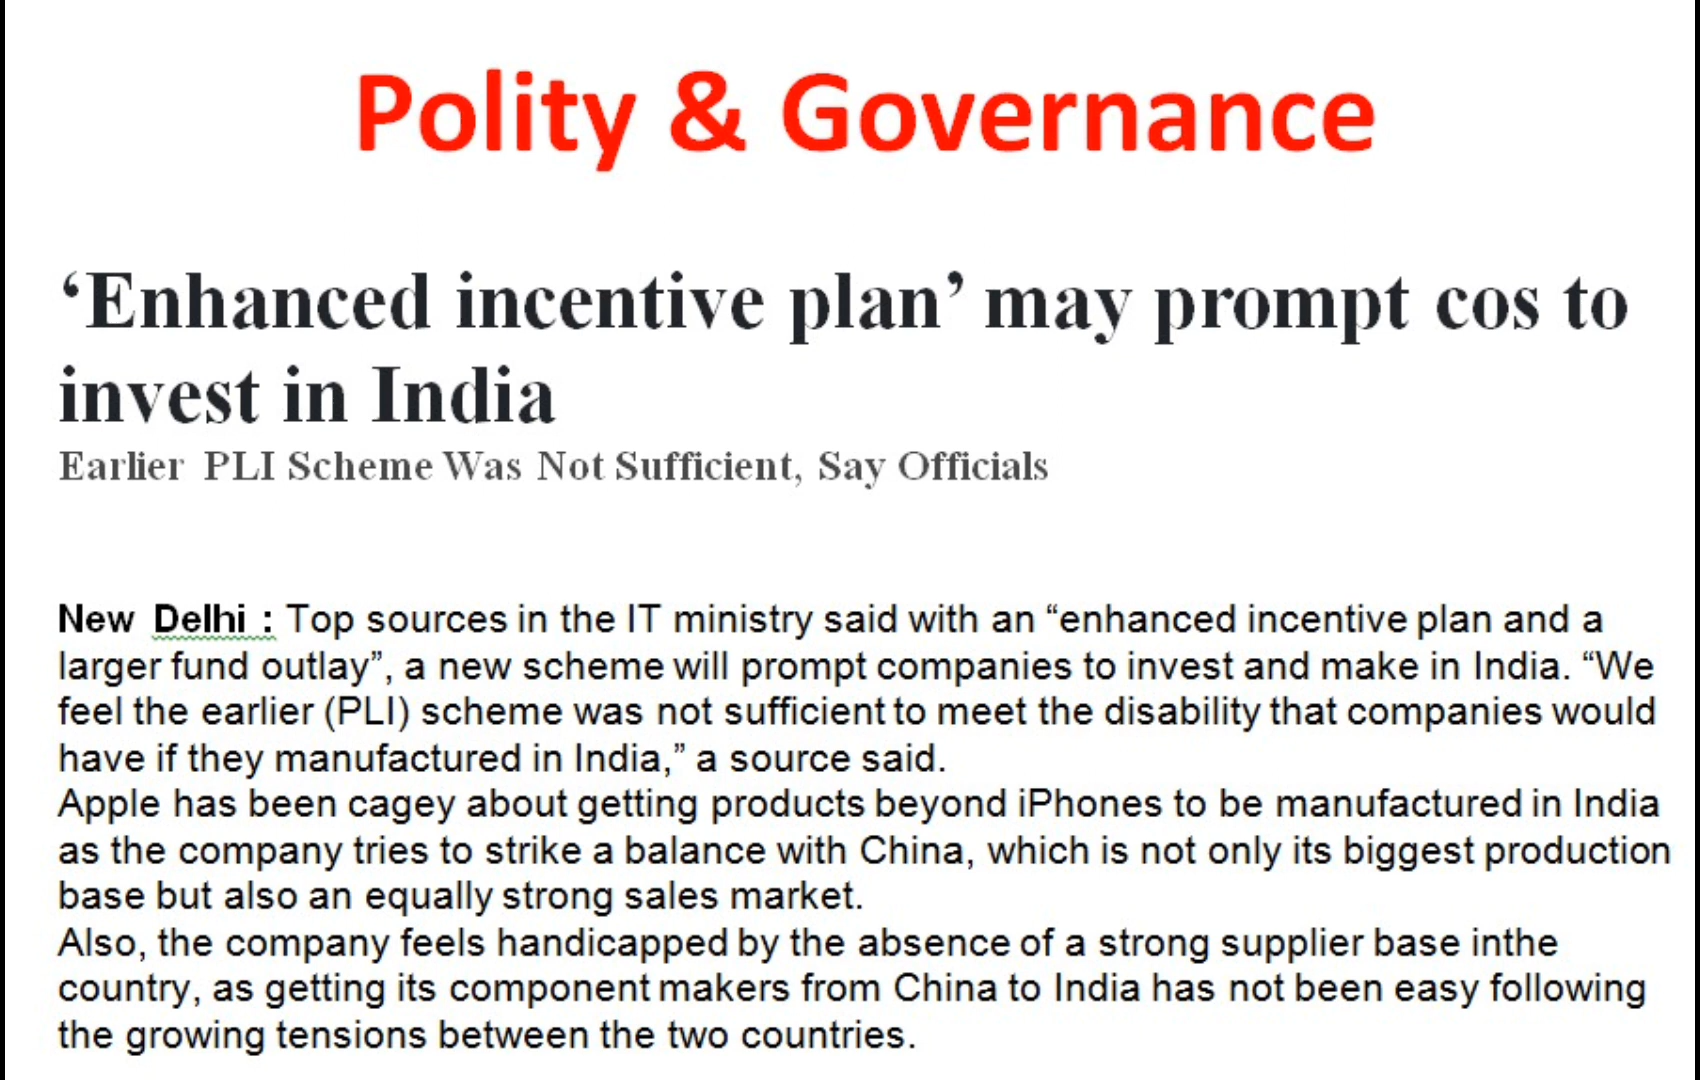 Polity & Governance
‘Enhanced incentive plan’ may prompt cos to
invest in India
Earlier PLI Scheme Was Not Sufficient, Say Officials
New Delhi : Top sources in the IT ministry said with an “enhanced incentive plan and a
larger fund outlay”, a new scheme will prompt companies to invest and make in India. “We
feel the earlier (PLI) scheme was not sufficient to meet the disability that companies would
have if they manufactured in India,” a source said.
Apple has been cagey about getting products beyond iPhones to be manufactured in India
as the company tries to strike a balance with China, which is not only its biggest production
base but also an equally strong sales market.
Also, the company feels handicapped by the absence of a strong supplier base inthe
country, as getting its component makers from China to India has not been easy following
the growing tensions between the two countries.